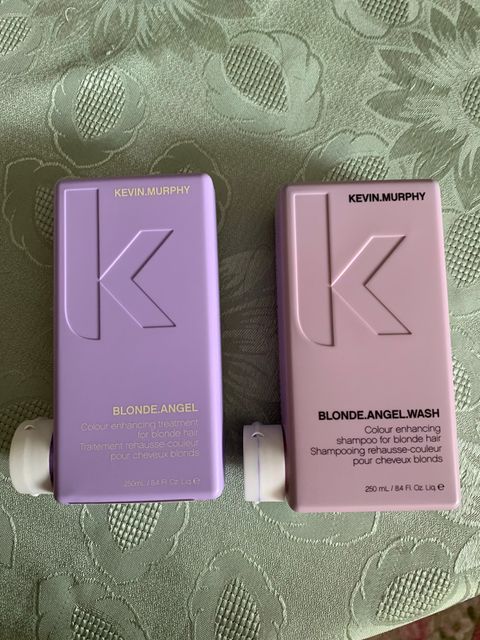 KEVIN.MURPHY
K
BLONDE.ANGEL
Colour enhancing treatment
for blonde hair
Traitement rehausse-couleur
pour cheveux blonds
250mL / 8.4 Fl. Oz. Liq. e
KEVIN.MURPHY
K
BLONDE.ANGEL.WASH
Colour enhancing
shampoo for blonde hair
Shampooing rehausse-couleur
pour cheveux blonds
250 mL / 8.4 Fl. Oz. Liq. e